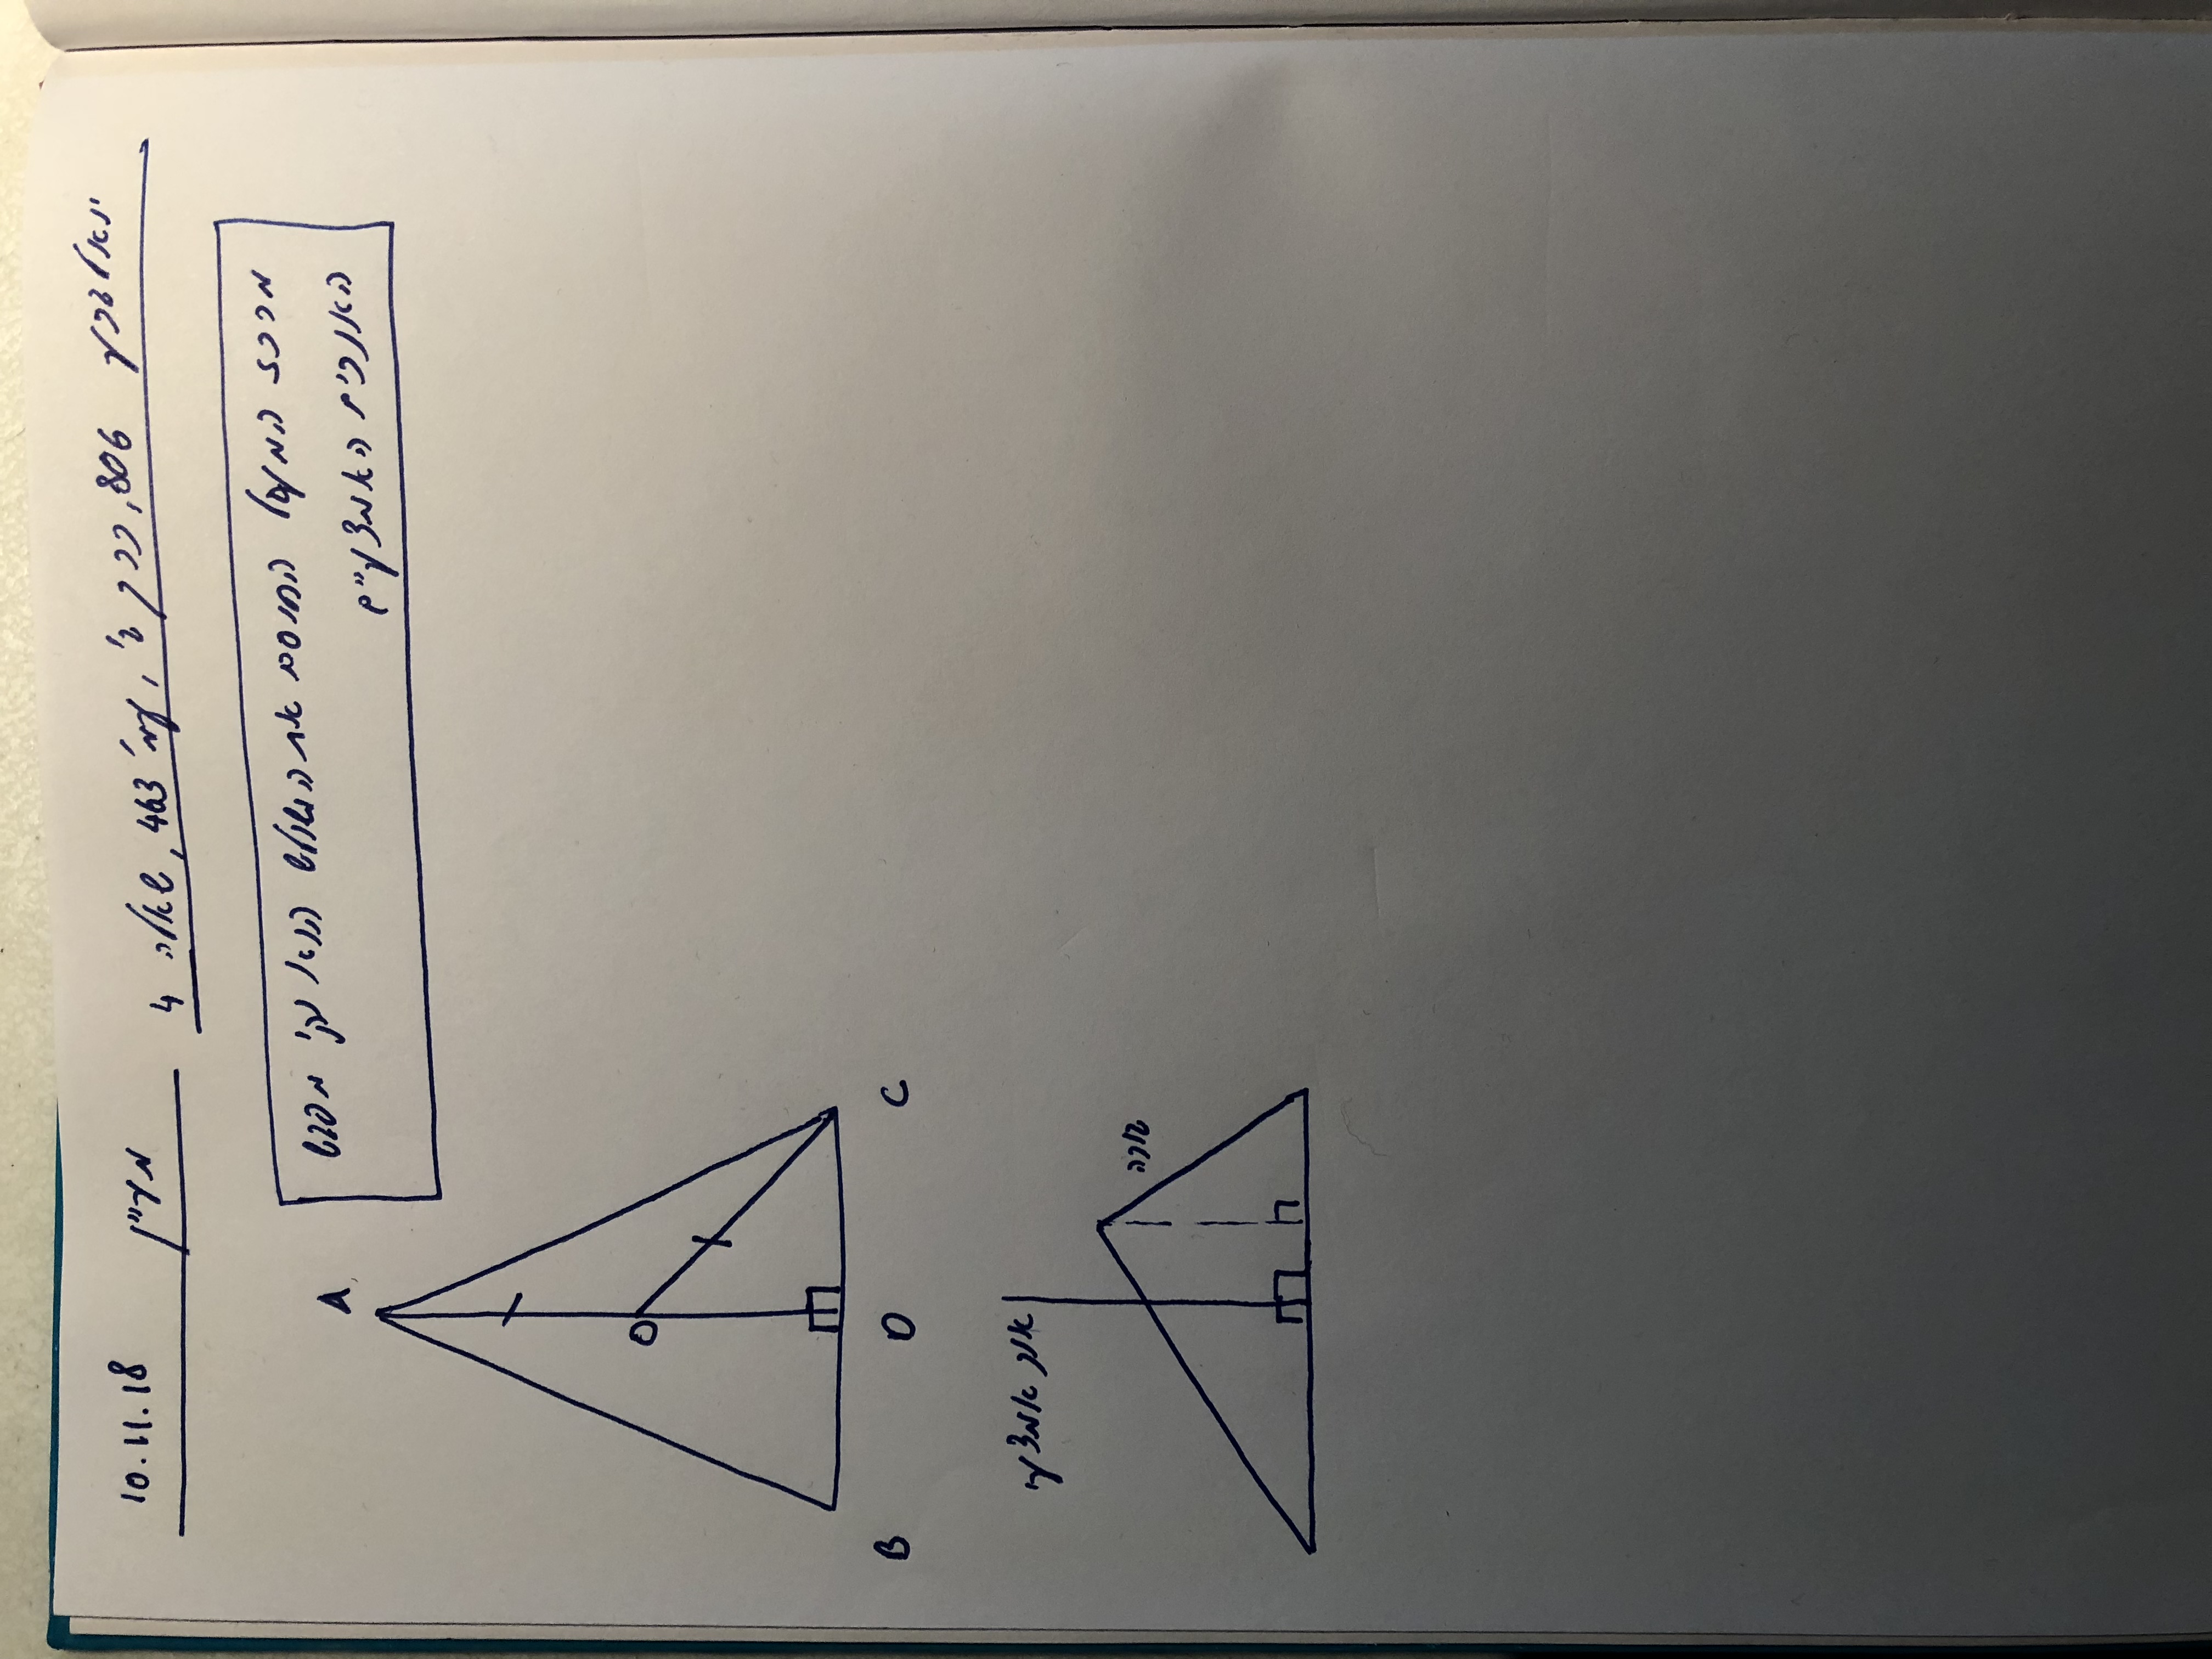 יואל גבע 806, כרך ב', עמ' 463, שאלה 4
מעיין 10.11.18
מרכז המעגל החוסם את המשולש הוא נק' מפגש
האנכים האמצעיים
A
O
B D C
אנך אמצעי
גובה